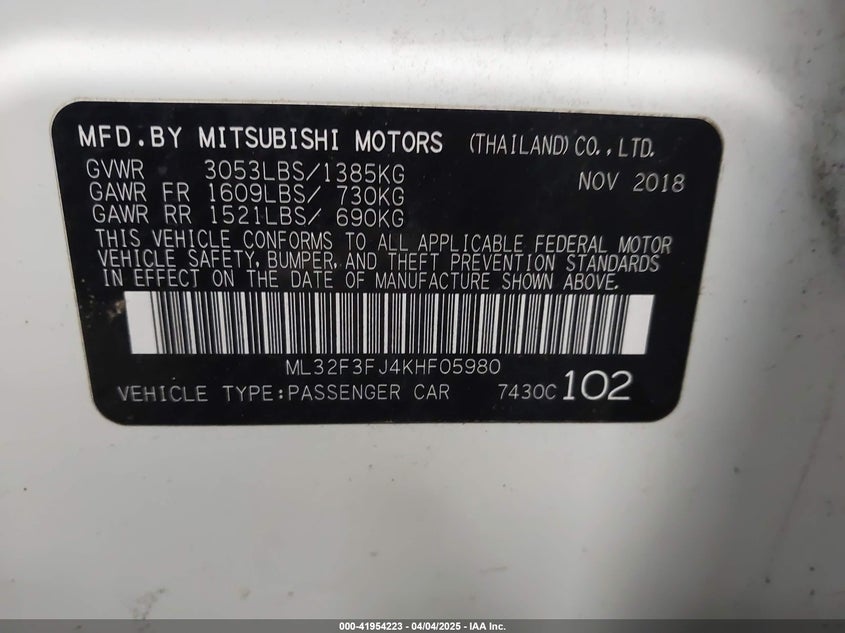 MFD.BY MITSUBISHI MOTORS (THAILAND) CO., LTD.
GVWR 3053LBS/1385KG NOV 2018
GAWR FR 1609LBS/ 730KG
GAWR RR 1521LBS/ 690KG
THIS VEHICLE CONFORMS TO ALL APPLICABLE FEDERAL MOTOR
VEHICLE SAFETY, BUMPER, AND THEFT PREVENTION STANDARDS
IN EFFECT ON THE DATE OF MANUFACTURE SHOWN ABOVE.
ML32F3FJ4KHF05980
VEHICLE TYPE:PASSENGER CAR 7430C 102
000-41954223 - 04/04/2025 - IAA Inc.